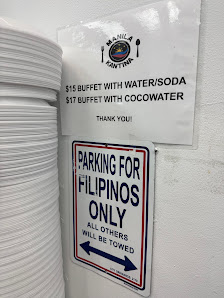 MANILA
KANTINA
$15 BUFFET WITH WATER/SODA
$17 BUFFET WITH COCOWATER
THANK YOU!
PARKING FOR
FILIPINOS
ONLY
ALL OTHERS
WILL BE TOWED